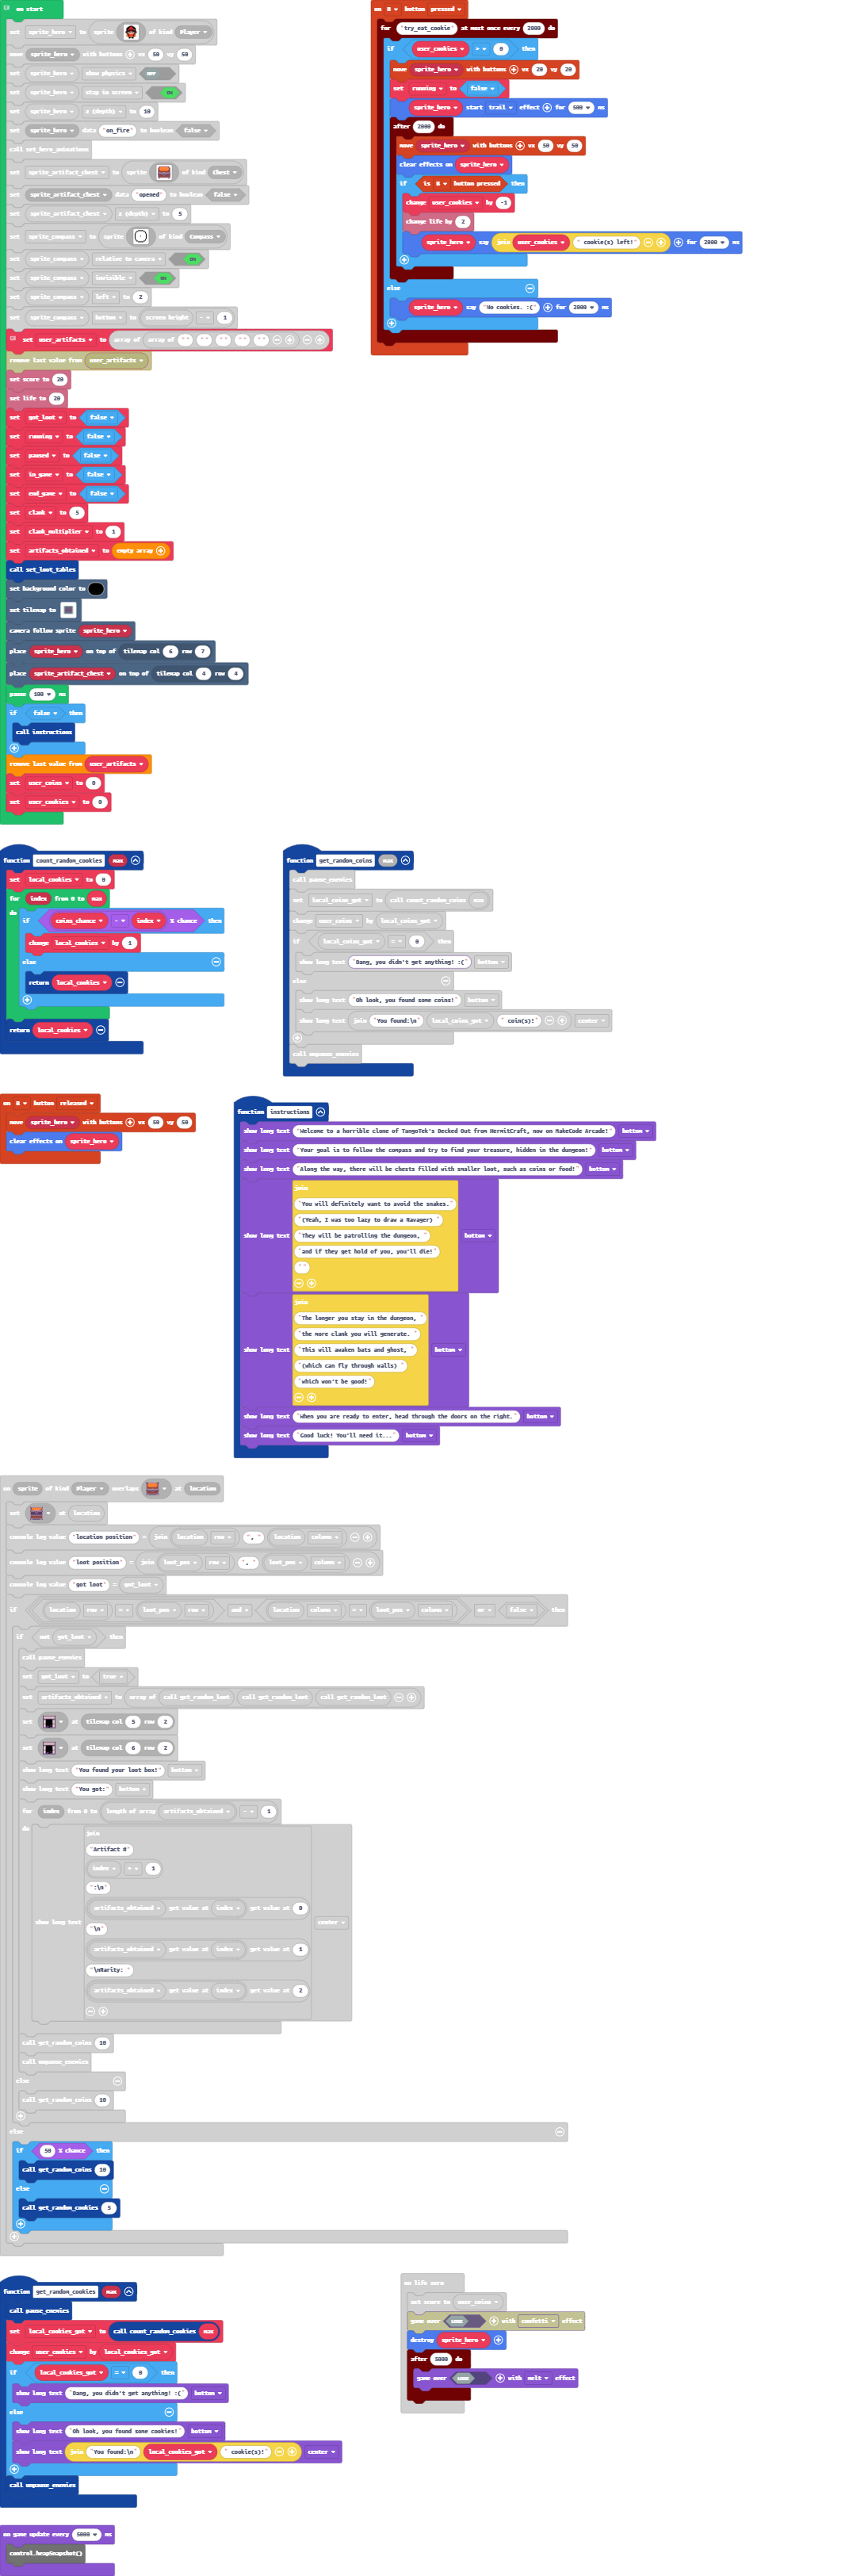 on start
set sprite_hero to sprite of kind Player
move sprite_hero with buttons vx 50 vy 50
set sprite_hero show physics OFF
set sprite_hero stay in screen ON
set sprite_hero z (depth) to 10
set sprite_hero data "on_fire" to boolean false
call set_hero_animations
set sprite_artifact_chest to sprite of kind Chest
set sprite_artifact_chest data "opened" to boolean false
set sprite_artifact_chest z (depth) to 5
set sprite_compass to sprite of kind Compass
set sprite_compass relative to camera ON
set sprite_compass invisible ON
set sprite_compass left to 2
set sprite_compass bottom to screen height - 1
set user_artifacts to array of array of " " " " " " " " " "
remove last value from user_artifacts
set score to 20
set life to 20
set got_loot to false
set running to false
set paused to false
set in_game to false
set end_game to false
set clank to 5
set clank_multiplier to 1
set artifacts_obtained to empty array
call set_loot_tables
set background color to
set tilemap to
camera follow sprite sprite_hero
place sprite_hero on top of tilemap col 6 row 7
place sprite_artifact_chest on top of tilemap col 4 row 4
pause 100 ms
if false then
call instructions
remove last value from user_artifacts
set user_coins to 0
set user_cookies to 0
on B button pressed
for "try_eat_cookie" at most once every 2000 do
if user_cookies > 0 then
move sprite_hero with buttons vx 20 vy 20
set running to false
sprite_hero start trail effect for 500 ms
after 2000 do
move sprite_hero with buttons vx 50 vy 50
clear effects on sprite_hero
if is B button pressed then
change user_cookies by -1
change life by 2
sprite_hero say join user_cookies " cookie(s) left!" for 2000 ms
else
sprite_hero say "No cookies. :(" for 2000 ms
function count_random_cookies max
set local_cookies to 0
for index from 0 to max
do if coins_chance - index % chance then
change local_cookies by 1
else
return local_cookies
return local_cookies
function get_random_coins max
call pause_enemies
set local_coins_got to call count_random_coins max
change user_coins by local_coins_got
if local_coins_got = 0 then
show long text "Dang, you didn't get anything! :(" bottom
else
show long text "Oh look, you found some coins!" bottom
show long text join "You found:\n" local_coins_got " coin(s)!" center
call unpause_enemies
on B button released
move sprite_hero with buttons vx 50 vy 50
clear effects on sprite_hero
function instructions
show long text "Welcome to a horrible clone of TangoTek's Decked Out from HermitCraft, now on MakeCode Arcade!" bottom
show long text "Your goal is to follow the compass and try to find your treasure, hidden in the dungeon!" bottom
show long text "Along the way, there will be chests filled with smaller loot, such as coins or food!" bottom
join
"You will definitely want to avoid the snakes."
"(Yeah, I was too lazy to draw a Ravager) "
show long text "They will be patrolling the dungeon, " bottom
"and if they get hold of you, you'll die!"
" "
join
"The longer you stay in the dungeon, "
"the more clank you will generate. "
show long text "This will awaken bats and ghost, " bottom
"(which can fly through walls) "
"which won't be good!"
show long text "When you are ready to enter, head through the doors on the right." bottom
show long text "Good luck! You'll need it..." bottom
on sprite of kind Player overlaps at location
set at location
console log value "location position" = join location row ", " location column
console log value "loot position" = join loot_pos row ", " loot_pos column
console log value "got loot" = got_loot
if location row = loot_pos row and location column = loot_pos column or false then
if not got_loot then
call pause_enemies
set got_loot to true
set artifacts_obtained to array of call get_random_loot call get_random_loot call get_random_loot
set at tilemap col 5 row 2
set at tilemap col 6 row 2
show long text "You found your loot box!" bottom
show long text "You got:" bottom
for index from 0 to length of array artifacts_obtained - 1
do join
"Artifact #"
index + 1
":\n"
artifacts_obtained get value at index get value at 0
show long text "\n" center
artifacts_obtained get value at index get value at 1
"\nRarity: "
artifacts_obtained get value at index get value at 2
call get_random_coins 10
call unpause_enemies
else
call get_random_coins 10
else
if 50 % chance then
call get_random_coins 10
else
call get_random_cookies 5
function get_random_cookies max
call pause_enemies
set local_cookies_got to call count_random_cookies max
change user_cookies by local_cookies_got
if local_cookies_got = 0 then
show long text "Dang, you didn't get anything! :(" bottom
else
show long text "Oh look, you found some cookies!" bottom
show long text join "You found:\n" local_cookies_got " cookie(s)!" center
call unpause_enemies
on life zero
set score to user_coins
game over LOSE with confetti effect
destroy sprite_hero
after 5000 do
game over LOSE with melt effect
on game update every 5000 ms
control.heapSnapshot()